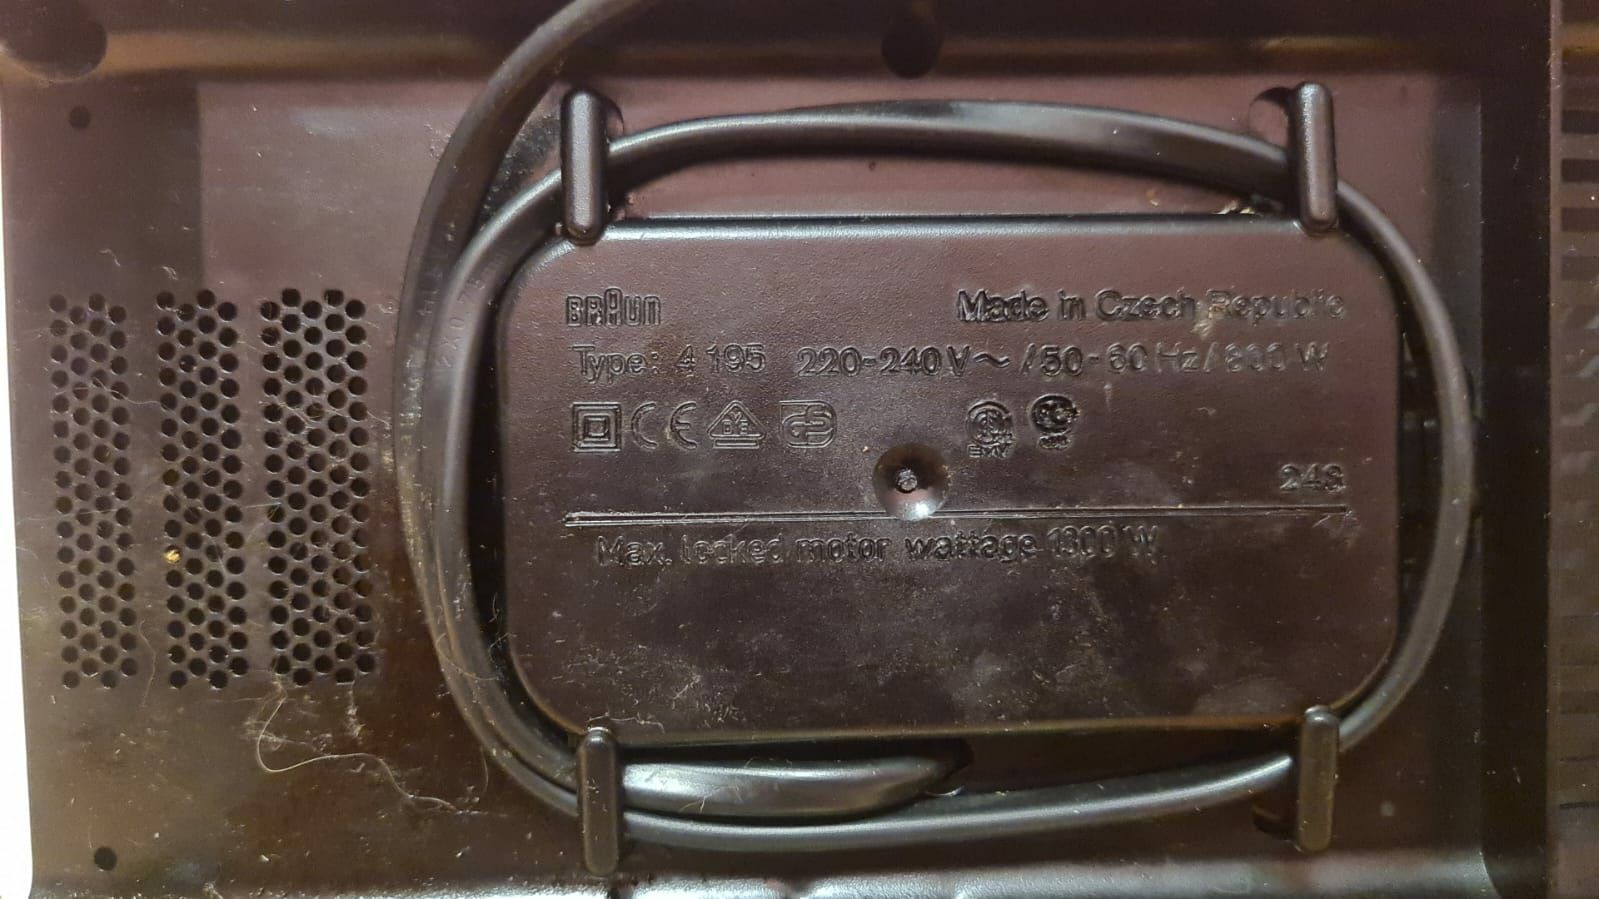 BRAUN Made in Czech Republic
Type: 4 195 220-240 V ~ / 50-60 Hz / 800 W
CE GS
248
Max. locked motor wattage 1300 W